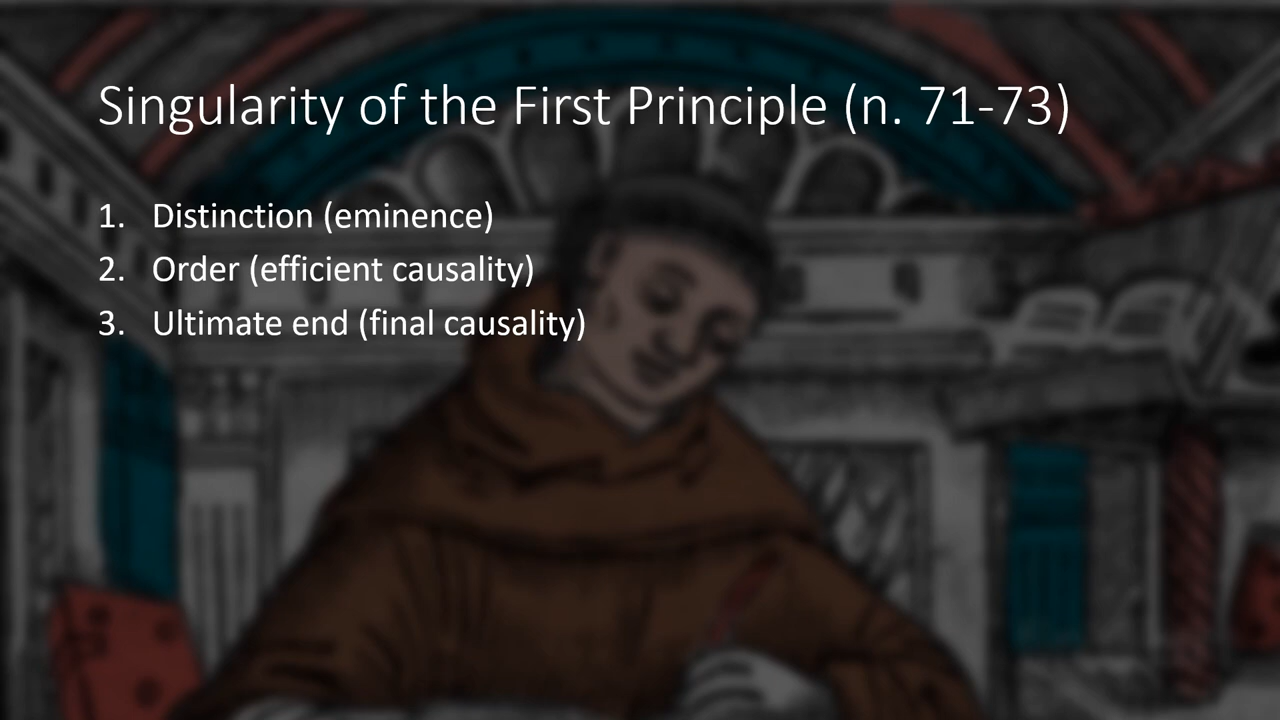 Singularity of the First Principle (n. 71-73)
1. Distinction (eminence)
2. Order (efficient causality)
3. Ultimate end (final causality)